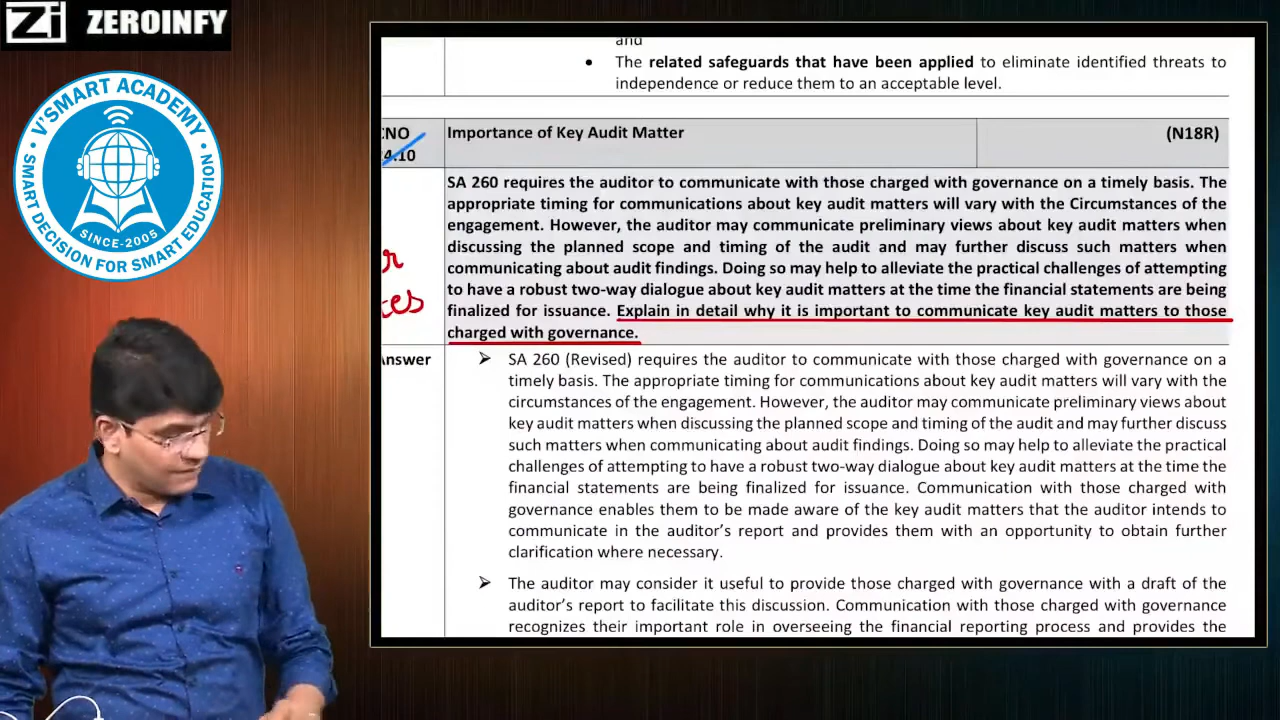 Zi ZEROINFY
V'SMART ACADEMY
SINCE-2005
SMART DECISION FOR SMART EDUCATION
and
• The related safeguards that have been applied to eliminate identified threats to
independence or reduce them to an acceptable level.
Importance of Key Audit Matter (N18R)
4.10
SA 260 requires the auditor to communicate with those charged with governance on a timely basis. The
appropriate timing for communications about key audit matters will vary with the Circumstances of the
engagement. However, the auditor may communicate preliminary views about key audit matters when
discussing the planned scope and timing of the audit and may further discuss such matters when
communicating about audit findings. Doing so may help to alleviate the practical challenges of attempting
to have a robust two-way dialogue about key audit matters at the time the financial statements are being
finalized for issuance. Explain in detail why it is important to communicate key audit matters to those
charged with governance.
Answer
➢ SA 260 (Revised) requires the auditor to communicate with those charged with governance on a
timely basis. The appropriate timing for communications about key audit matters will vary with the
circumstances of the engagement. However, the auditor may communicate preliminary views about
key audit matters when discussing the planned scope and timing of the audit and may further discuss
such matters when communicating about audit findings. Doing so may help to alleviate the practical
challenges of attempting to have a robust two-way dialogue about key audit matters at the time the
financial statements are being finalized for issuance. Communication with those charged with
governance enables them to be made aware of the key audit matters that the auditor intends to
communicate in the auditor's report and provides them with an opportunity to obtain further
clarification where necessary.
➢ The auditor may consider it useful to provide those charged with governance with a draft of the
auditor's report to facilitate this discussion. Communication with those charged with governance
recognizes their important role in overseeing the financial reporting process and provides the